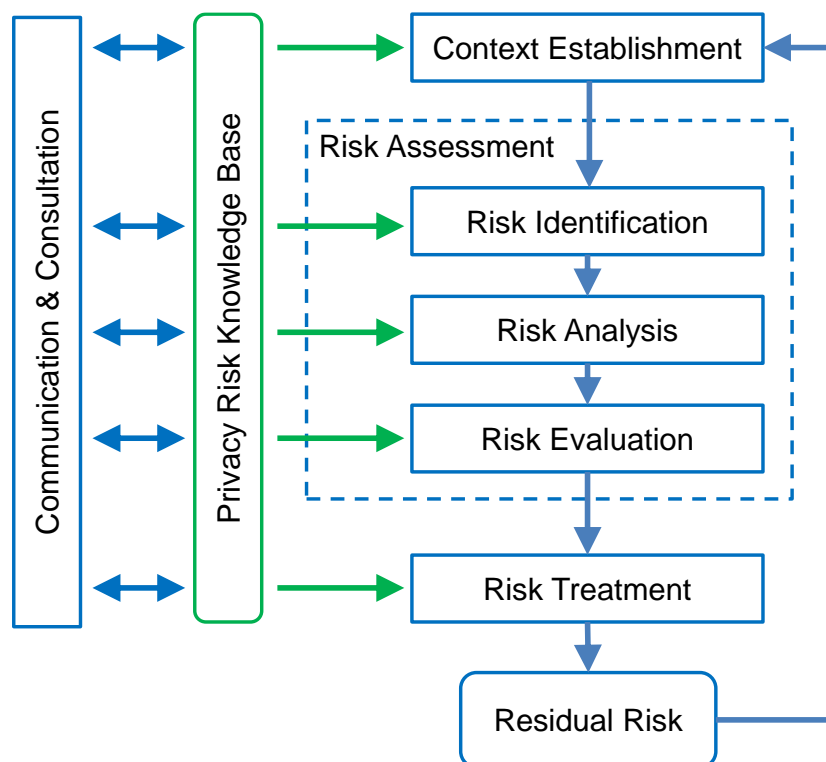 Communication & Consultation
Privacy Risk Knowledge Base
Context Establishment
Risk Assessment
Risk Identification
Risk Analysis
Risk Evaluation
Risk Treatment
Residual Risk